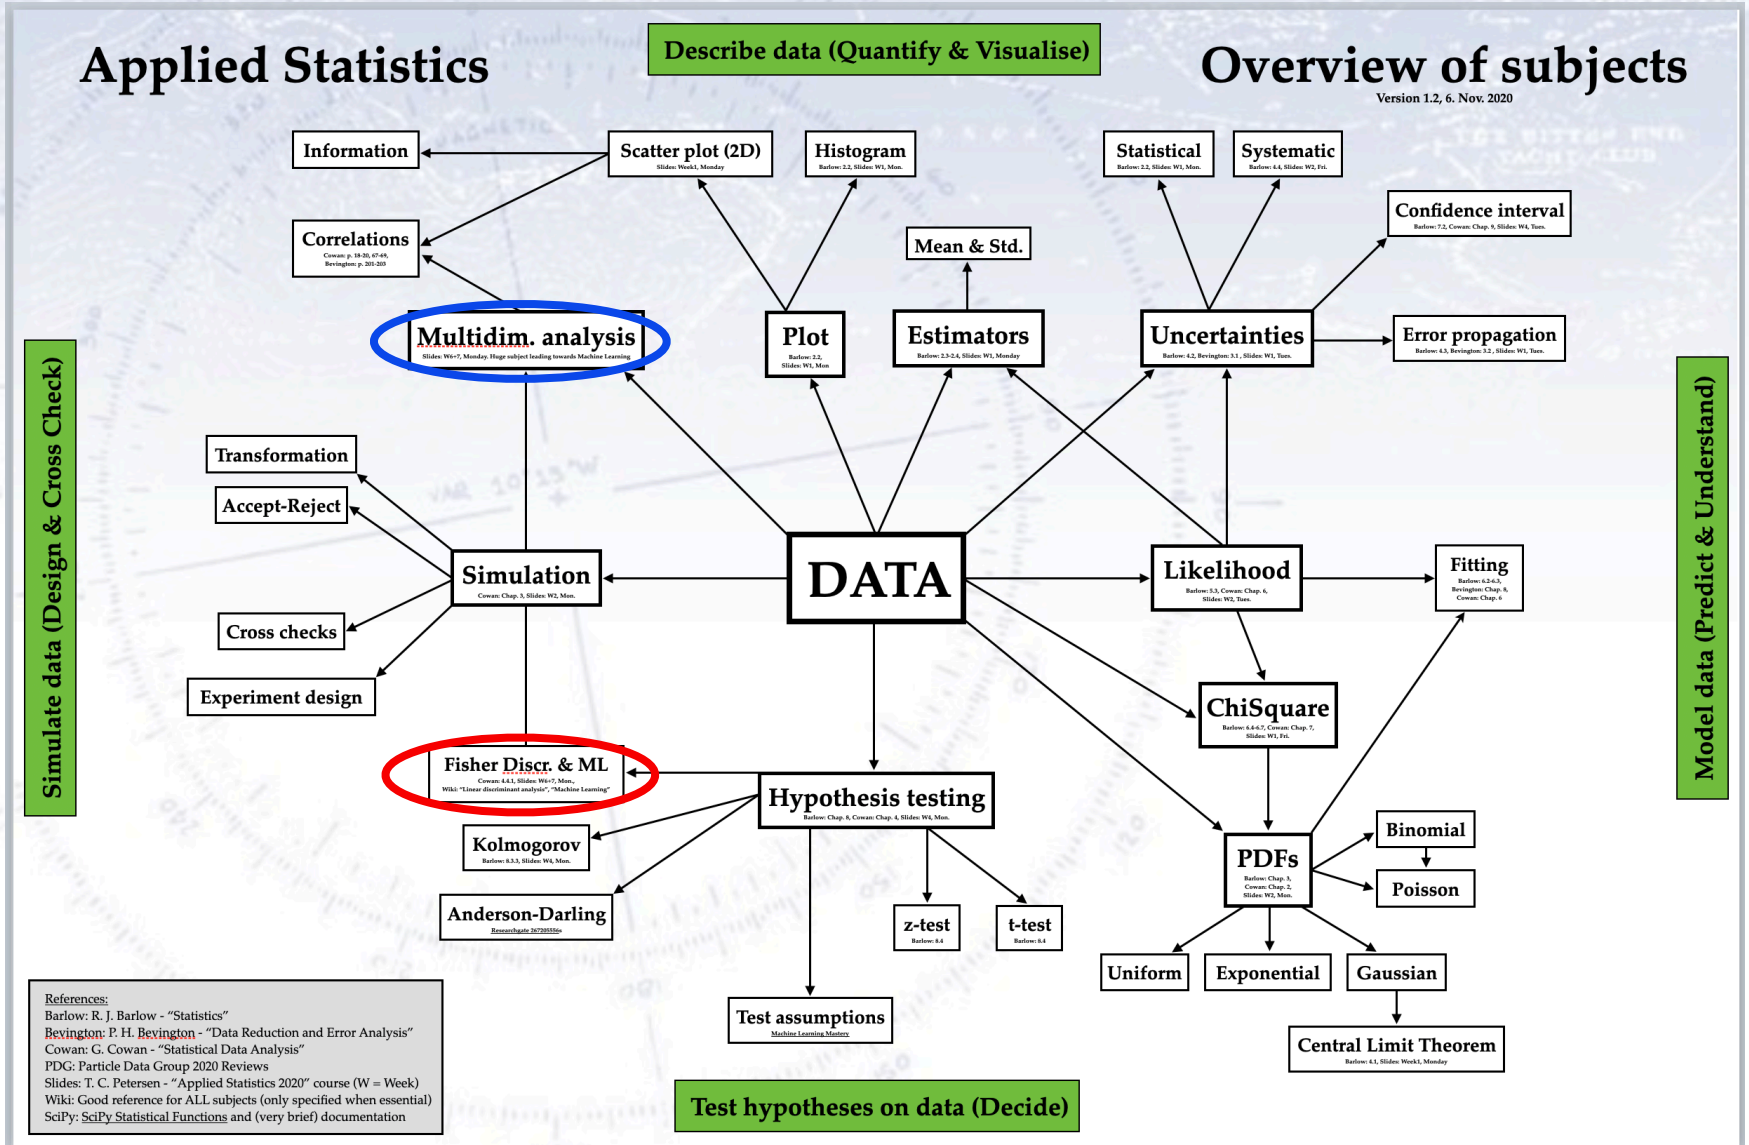 Applied Statistics
Describe data (Quantify & Visualise)
Overview of subjects
Version 1.2, 6. Nov. 2020
Information
Scatter plot (2D)
Slides: Week1, Monday
Histogram
Barlow: 2.2, Slides: W1, Mon.
Statistical
Barlow: 2.2, Slides: W1, Mon.
Systematic
Barlow: 4.4, Slides: W2, Fri.
Confidence interval
Barlow: 7.2, Cowan: Chap. 9, Slides: W4, Tues.
Correlations
Cowan: p. 18-20, 67-69,
Bevington: p. 201-203
Mean & Std.
Multidim. analysis
Slides: W6+7, Monday. Huge subject leading towards Machine Learning
Plot
Barlow: 2.2,
Slides: W1, Mon
Estimators
Barlow: 2.3-2.4, Slides: W1, Monday
Uncertainties
Barlow: 4.2, Bevington: 3.1 , Slides: W1, Tues.
Error propagation
Barlow: 4.3, Bevington: 3.2 , Slides: W1, Tues.
Simulate data (Design & Cross Check)
Model data (Predict & Understand)
Transformation
Accept-Reject
Simulation
Cowan: Chap. 3, Slides: W2, Mon.
Cross checks
Experiment design
DATA
Likelihood
Barlow: 5.3, Cowan: Chap. 6,
Slides: W2, Tues.
Fitting
Barlow: 6.2-6.3,
Bevington: Chap. 8,
Cowan: Chap. 6
ChiSquare
Barlow: 6.4-6.7, Cowan: Chap. 7,
Slides: W1, Fri.
Fisher Discr. & ML
Cowan: 4.4.1, Slides: W6+7, Mon.,
Wiki: "Linear discriminant analysis", "Machine Learning"
Hypothesis testing
Barlow: Chap. 8, Cowan: Chap. 4, Slides: W4, Mon.
Kolmogorov
Barlow: 8.3.3, Slides: W4, Mon.
Anderson-Darling
Researchgate 267205556s
z-test
Barlow: 8.4
t-test
Barlow: 8.4
Test assumptions
Machine Learning Mastery
PDFs
Barlow: Chap. 3,
Cowan: Chap. 2,
Slides: W2, Mon.
Binomial
Poisson
Uniform
Exponential
Gaussian
Central Limit Theorem
Barlow: 4.1, Slides: Week1, Monday
References:
Barlow: R. J. Barlow - "Statistics"
Bevington: P. H. Bevington - "Data Reduction and Error Analysis"
Cowan: G. Cowan - "Statistical Data Analysis"
PDG: Particle Data Group 2020 Reviews
Slides: T. C. Petersen - "Applied Statistics 2020" course (W = Week)
Wiki: Good reference for ALL subjects (only specified when essential)
SciPy: SciPy Statistical Functions and (very brief) documentation
Test hypotheses on data (Decide)
MAGNETIC
VAR 10°15'W